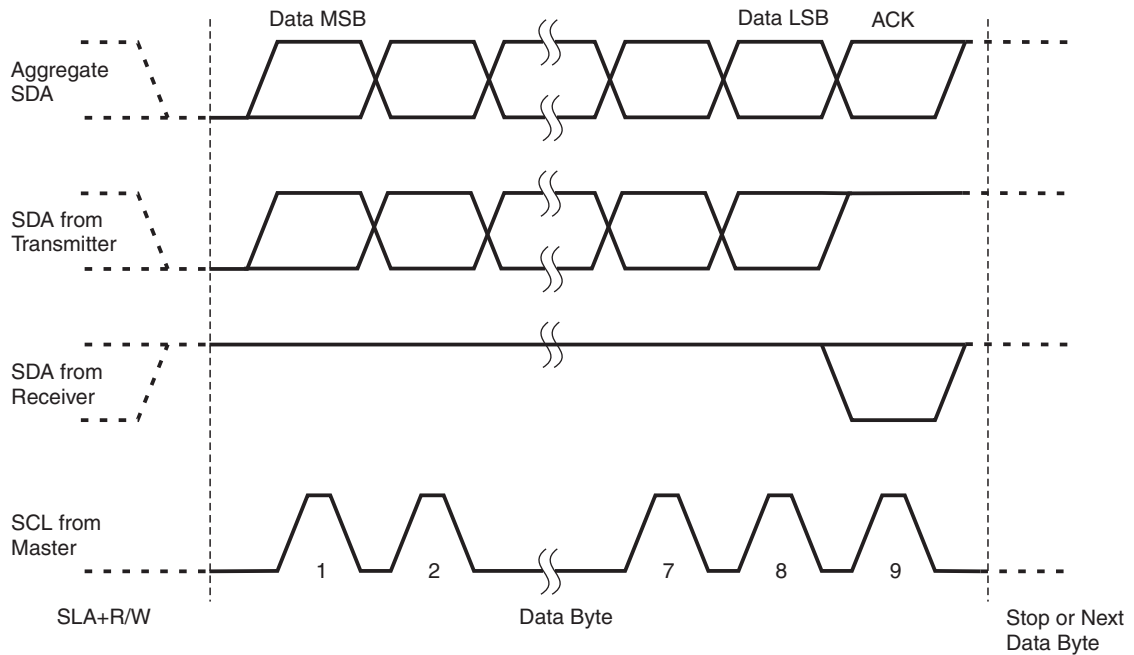 Data MSB
Data LSB
ACK
Aggregate
SDA
SDA from
Transmitter
SDA from
Receiver
SCL from
Master
1
2
7
8
9
SLA+R/W
Data Byte
Stop or Next
Data Byte